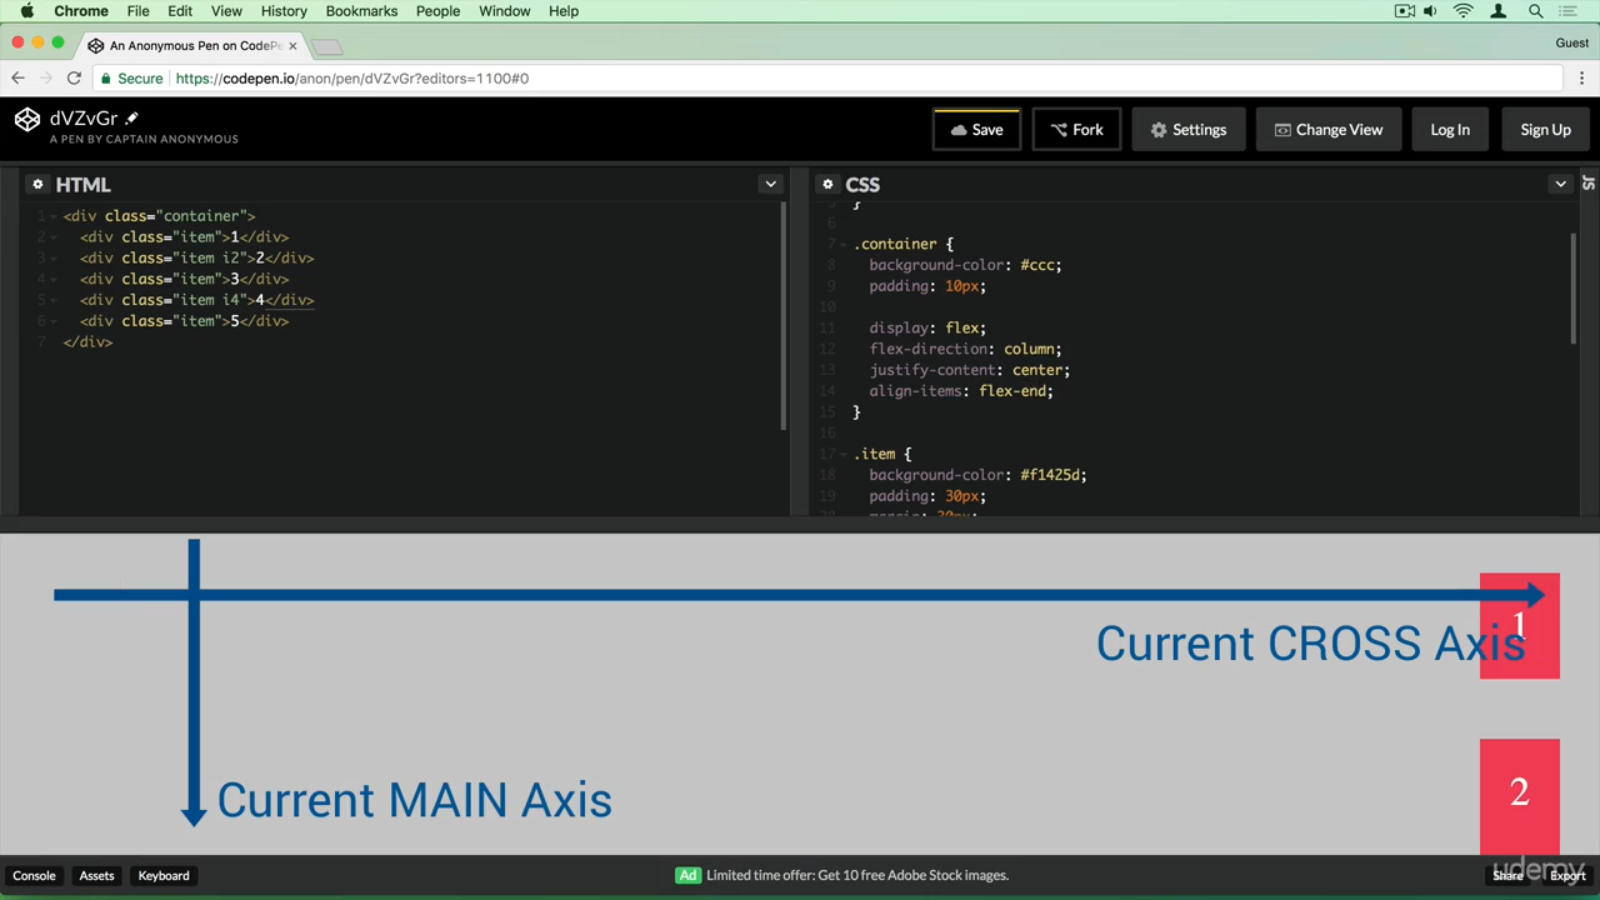 Chrome File Edit View History Bookmarks People Window Help
An Anonymous Pen on CodePe
Guest
Secure https://codepen.io/anon/pen/dVZvGr?editors=1100#0
dVZvGr
A PEN BY CAPTAIN ANONYMOUS
Save Fork Settings Change View Log In Sign Up
HTML
1 <div class="container">
2 <div class="item">1</div>
3 <div class="item i2">2</div>
4 <div class="item">3</div>
5 <div class="item i4">4</div>
6 <div class="item">5</div>
7 </div>
CSS
JS
5 }
6
7 .container {
8 background-color: #ccc;
9 padding: 10px;
10
11 display: flex;
12 flex-direction: column;
13 justify-content: center;
14 align-items: flex-end;
15 }
16
17 .item {
18 background-color: #f1425d;
19 padding: 30px;
20 margin: 30px;
1
Current CROSS Axis
2
Current MAIN Axis
Console Assets Keyboard
Ad Limited time offer: Get 10 free Adobe Stock images.
Share Export
udemy